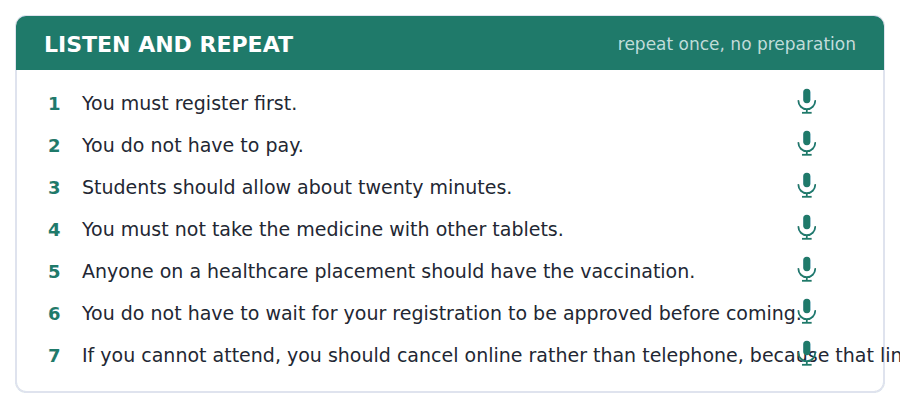 LISTEN AND REPEAT
repeat once, no preparation
1 You must register first.
2 You do not have to pay.
3 Students should allow about twenty minutes.
4 You must not take the medicine with other tablets.
5 Anyone on a healthcare placement should have the vaccination.
6 You do not have to wait for your registration to be approved before coming.
7 If you cannot attend, you should cancel online rather than telephone, because that